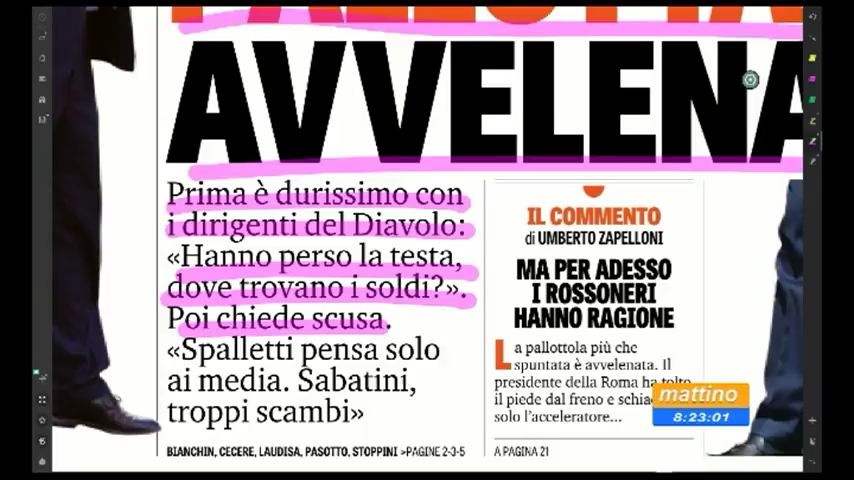 AVVELENA
Prima è durissimo con
i dirigenti del Diavolo:
«Hanno perso la testa,
dove trovano i soldi?».
Poi chiede scusa.
«Spalletti pensa solo
ai media. Sabatini,
troppi scambi»
BIANCHIN, CECERE, LAUDISA, PASOTTO, STOPPINI >PAGINE 2-3-5
IL COMMENTO
di UMBERTO ZAPELLONI
MA PER ADESSO
I ROSSONERI
HANNO RAGIONE
La pallottola più che
spuntata è avvelenata. Il
presidente della Roma ha tolto
il piede dal freno e
solo l'acceleratore...
A PAGINA 21
mattino
8:23:01